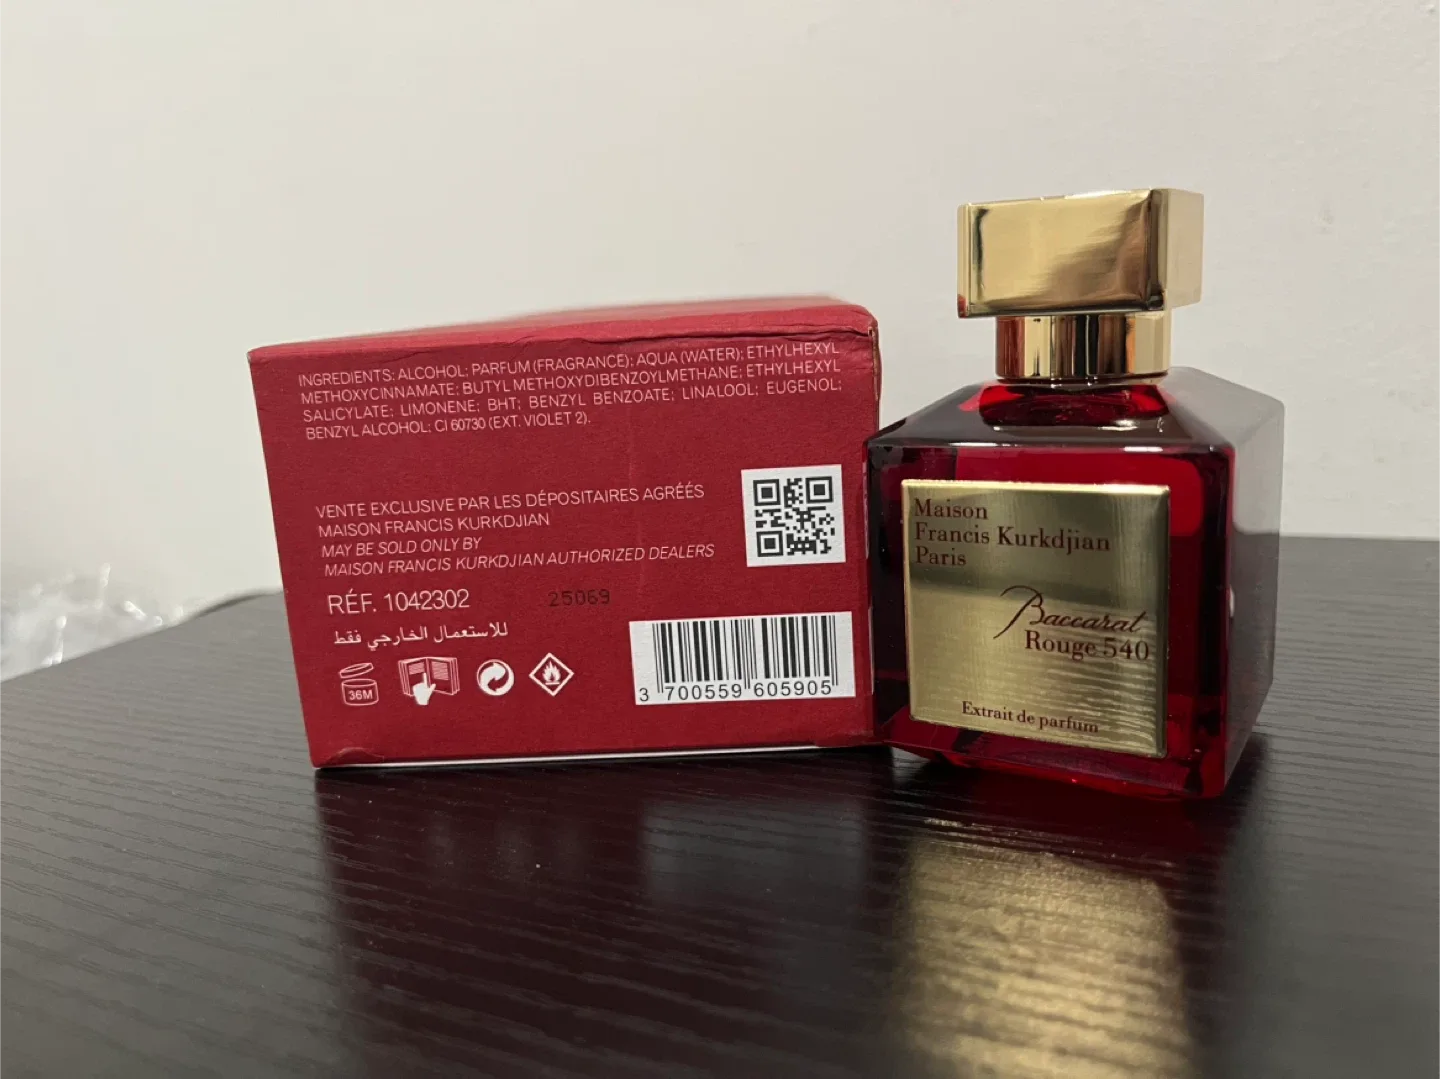 INGREDIENTS: ALCOHOL; PARFUM (FRAGRANCE); AQUA (WATER); ETHYLHEXYL
METHOXYCINNAMATE; BUTYL METHOXYDIBENZOYLMETHANE; ETHYLHEXYL
SALICYLATE; LIMONENE; BHT; BENZYL BENZOATE; LINALOOL; EUGENOL;
BENZYL ALCOHOL; CI 60730 (EXT. VIOLET 2).
VENTE EXCLUSIVE PAR LES DÉPOSITAIRES AGRÉÉS
MAISON FRANCIS KURKDJIAN
MAY BE SOLD ONLY BY
MAISON FRANCIS KURKDJIAN AUTHORIZED DEALERS
RÉF. 1042302 25069
للاستعمال الخارجي فقط
36M
3 700559 605905
Maison
Francis Kurkdjian
Paris
Baccarat
Rouge 540
Extrait de parfum